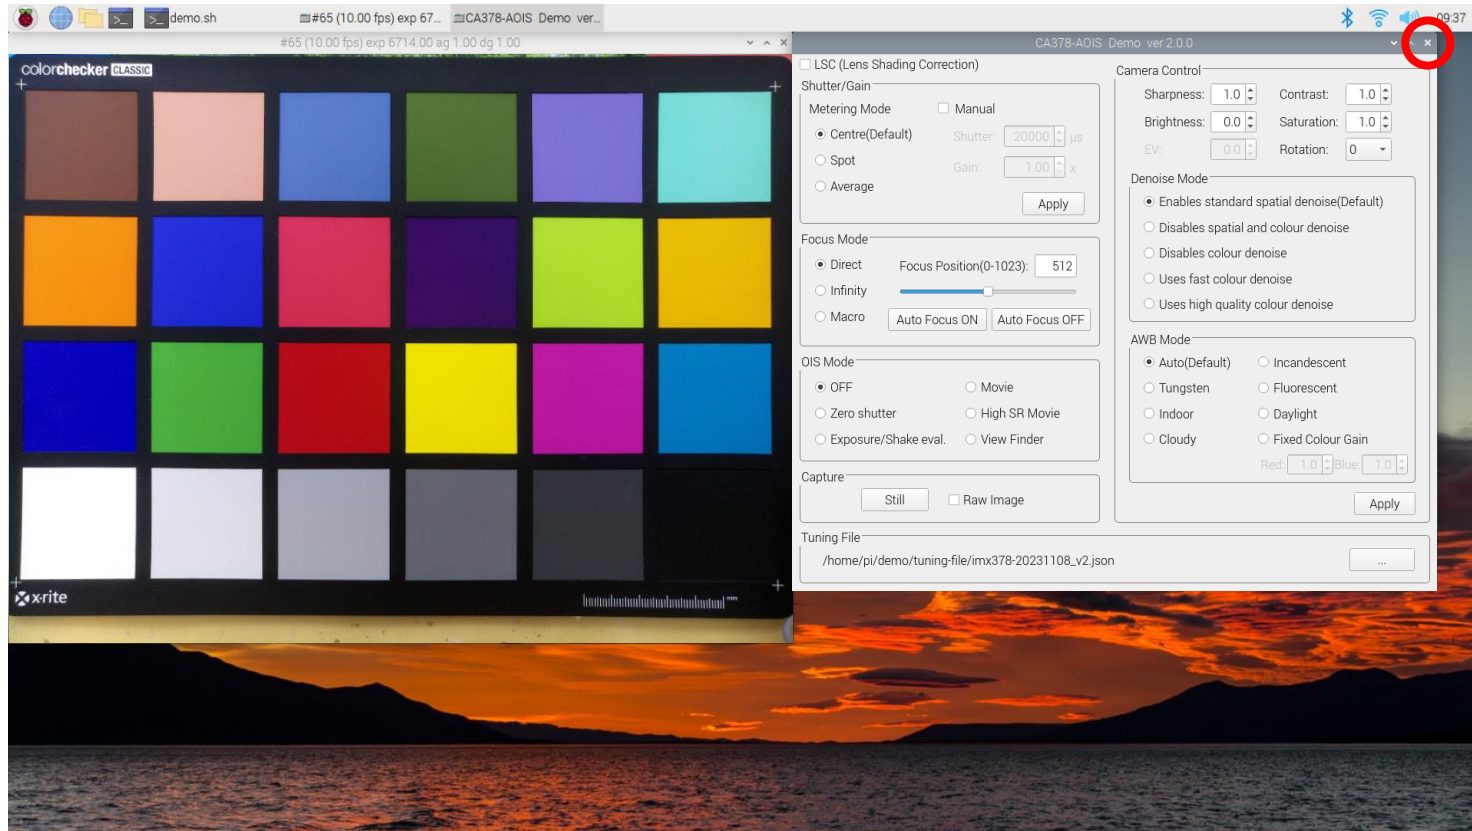 demo.sh
#65 (10.00 fps) exp 67...
CA378-AOIS Demo ver...
09:37
#65 (10.00 fps) exp 6714.00 ag 1.00 dg 1.00
colorchecker CLASSIC
x-rite
mm
CA378-AOIS Demo ver 2.0.0
LSC (Lens Shading Correction)
Shutter/Gain
Metering Mode
Manual
Centre(Default)
Shutter: 20000 μs
Spot
Gain: 1.00 x
Average
Apply
Focus Mode
Direct
Focus Position(0-1023): 512
Infinity
Macro
Auto Focus ON
Auto Focus OFF
OIS Mode
OFF
Movie
Zero shutter
High SR Movie
Exposure/Shake eval.
View Finder
Capture
Still
Raw Image
Camera Control
Sharpness: 1.0
Contrast: 1.0
Brightness: 0.0
Saturation: 1.0
EV: 0.0
Rotation: 0
Denoise Mode
Enables standard spatial denoise(Default)
Disables spatial and colour denoise
Disables colour denoise
Uses fast colour denoise
Uses high quality colour denoise
AWB Mode
Auto(Default)
Incandescent
Tungsten
Fluorescent
Indoor
Daylight
Cloudy
Fixed Colour Gain
Red: 1.0 Blue: 1.0
Apply
Tuning File
/home/pi/demo/tuning-file/imx378-20231108_v2.json
...